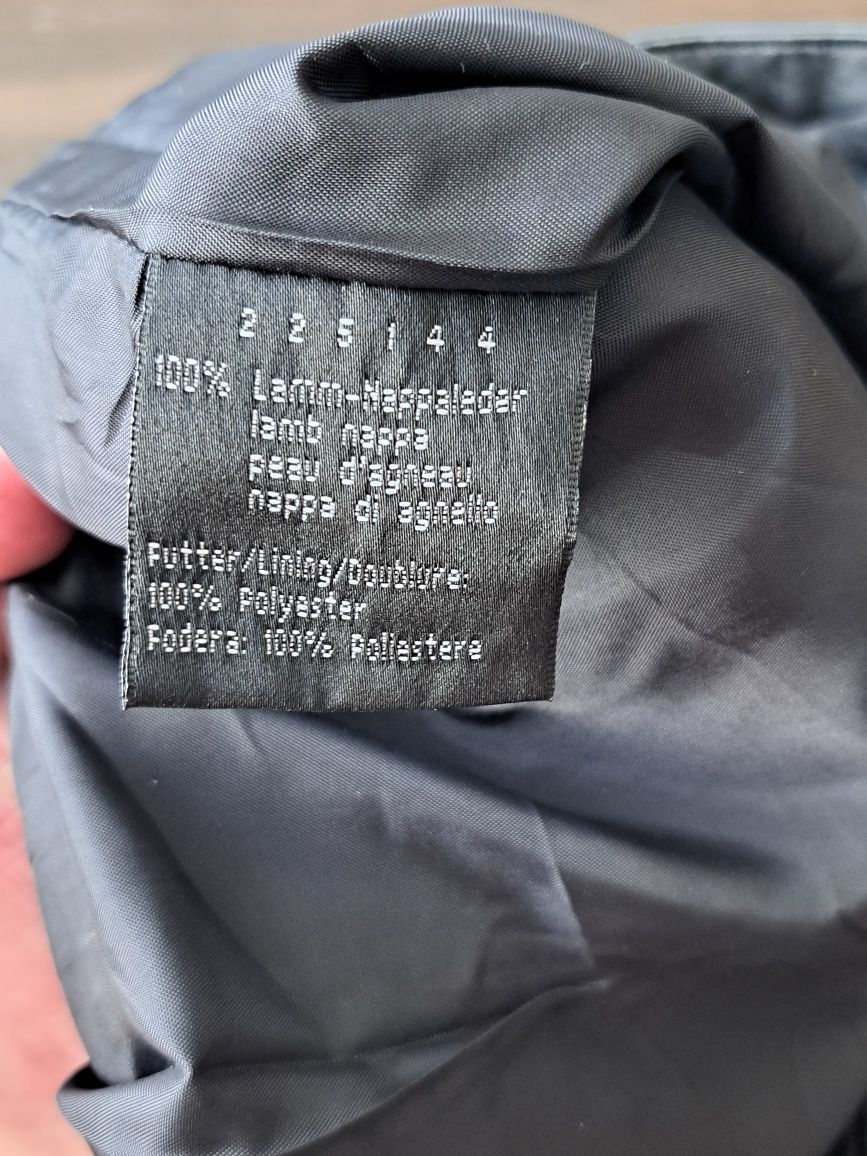 2 2 5 1 4 4
100% Lamm-Nappaleder
lamb nappa
peau d'agneau
nappa di agnello
Futter/Lining/Doublure:
100% Polyester
Fodera: 100% Poliestere